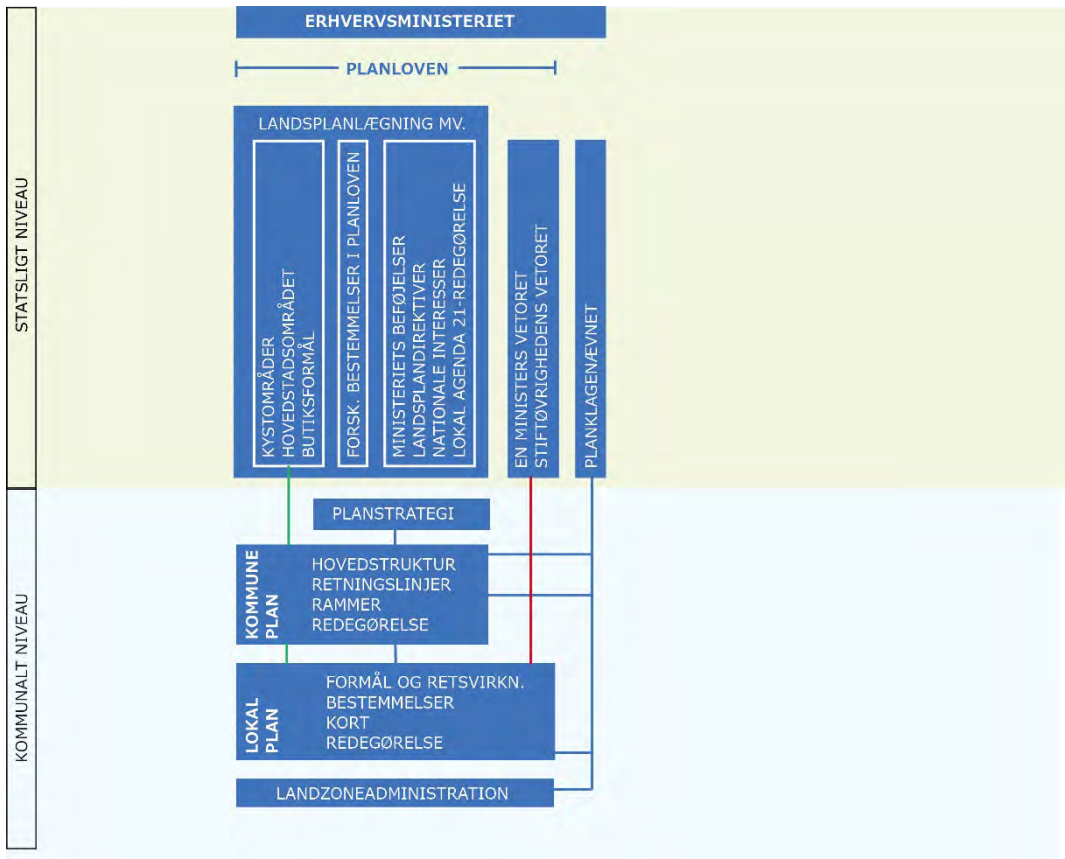 ERHVERVSMINISTERIET
PLANLOVEN
STATSLIGT NIVEAU
LANDSPLANLÆGNING MV.
KYSTOMRÅDER
HOVEDSTADSOMRÅDET
BUTIKSFORMÅL
FORSK. BESTEMMELSER I PLANLOVEN
MINISTERIETS BEFØJELSER
LANDSPLANDIREKTIVER
NATIONALE INTERESSER
LOKAL AGENDA 21-REDEGØRELSE
EN MINISTERS VETORET
STIFTØVRIGHEDENS VETORET
PLANKLAGENÆVNET
KOMMUNALT NIVEAU
PLANSTRATEGI
KOMMUNE
PLAN
HOVEDSTRUKTUR
RETNINGSLINJER
RAMMER
REDEGØRELSE
LOKAL
PLAN
FORMÅL OG RETSVIRKN.
BESTEMMELSER
KORT
REDEGØRELSE
LANDZONEADMINISTRATION